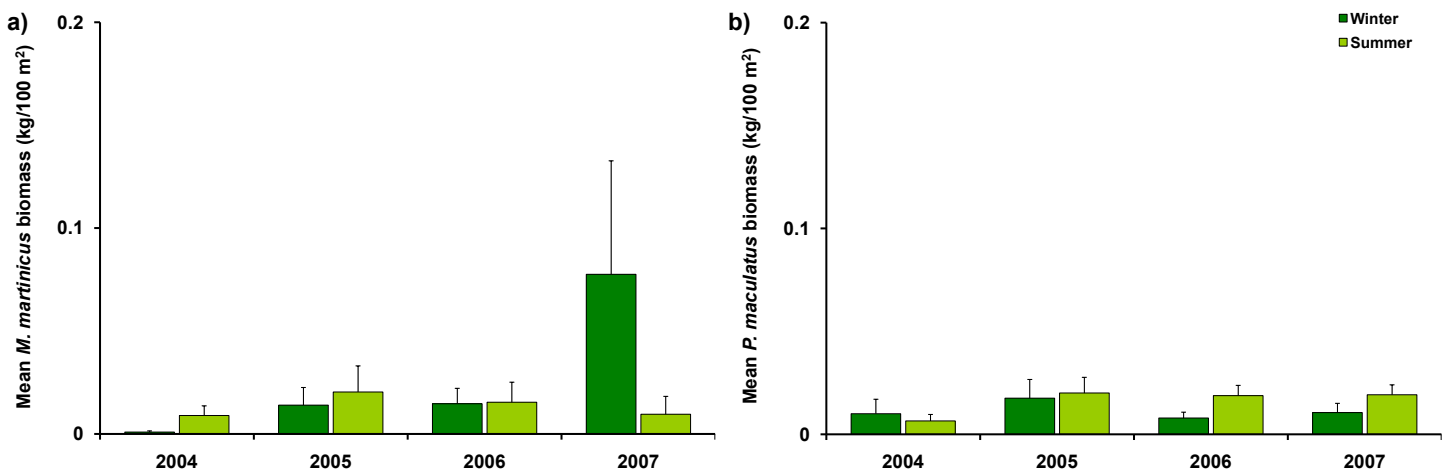 a)
Mean M. martinicus biomass (kg/100 m²)
0.2
0.1
0
2004 2005 2006 2007
b)
Mean P. maculatus biomass (kg/100 m²)
0.2
0.1
0
2004 2005 2006 2007
Winter
Summer